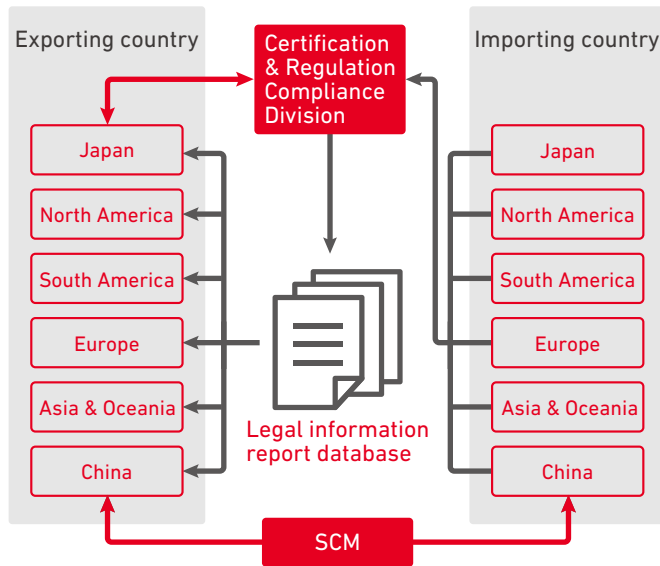 Exporting country
Certification
& Regulation
Compliance
Division
Importing country
Japan
North America
South America
Europe
Asia & Oceania
China
Legal information
report database
Japan
North America
South America
Europe
Asia & Oceania
China
SCM